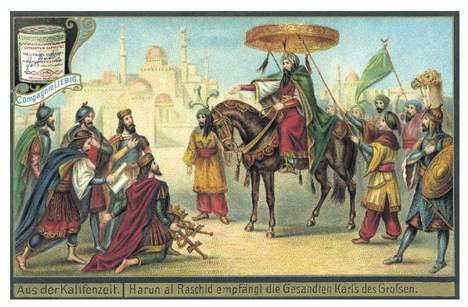 Compagnie LIEBIG.
Aus der Kalifenzeit. | Harun al Raschid empfängt die Gesandten Karls des Großen.